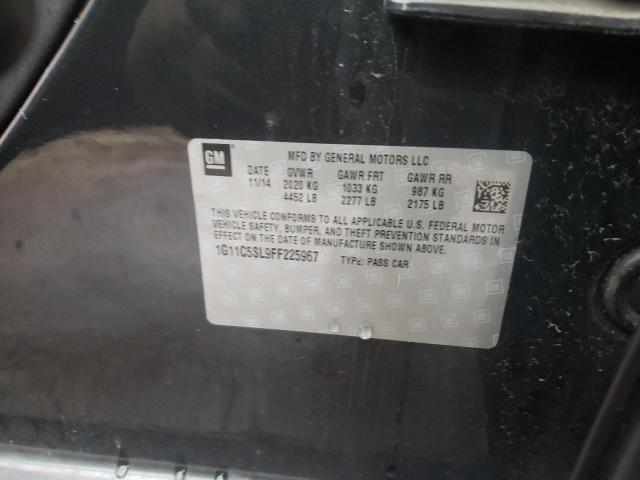 GM
MFD BY GENERAL MOTORS LLC
DATE GVWR GAWR FRT GAWR RR
11/14 2020 KG 1033 KG 987 KG
4452 LB 2277 LB 2175 LB
THIS VEHICLE CONFORMS TO ALL APPLICABLE U.S. FEDERAL MOTOR
VEHICLE SAFETY, BUMPER, AND THEFT PREVENTION STANDARDS IN
EFFECT ON THE DATE OF MANUFACTURE SHOWN ABOVE.
1G11C5SL9FF225967 TYPE: PASS CAR